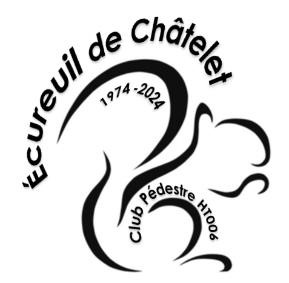 Écureuil de Châtelet
1974-2024
Club Pédestre HT006